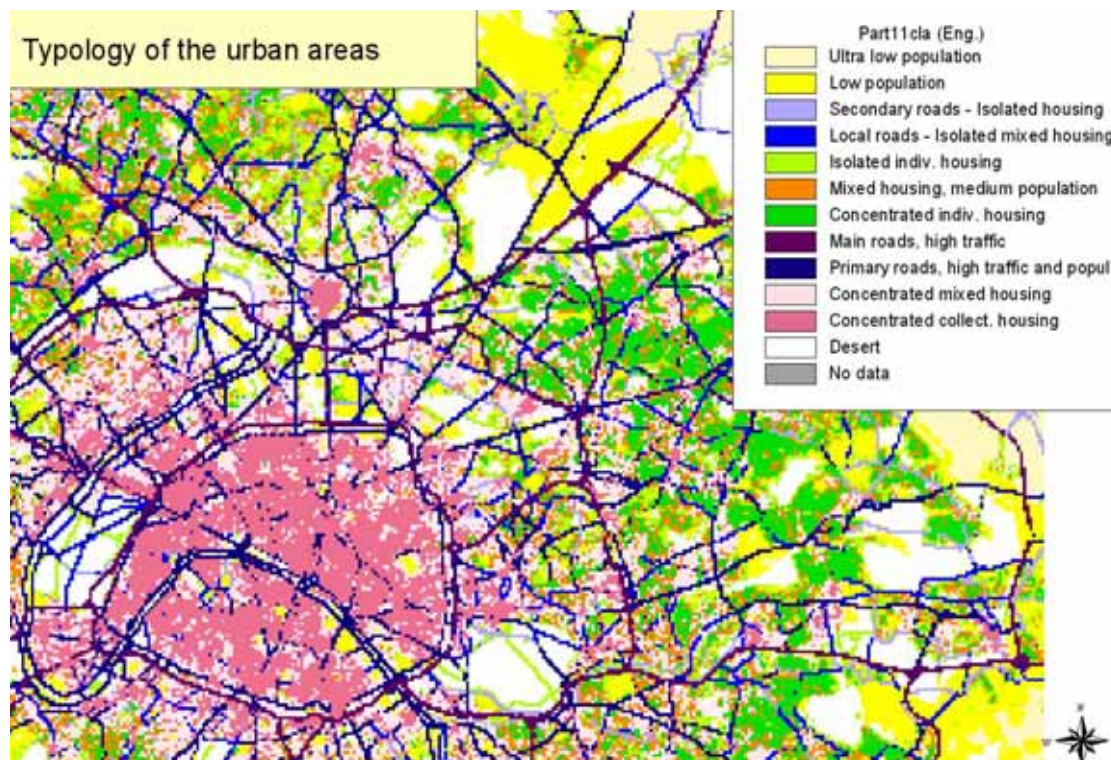 Typology of the urban areas
Part11cla (Eng.)
Ultra low population
Low population
Secondary roads - Isolated housing
Local roads - Isolated mixed housing
Isolated indiv. housing
Mixed housing, medium population
Concentrated indiv. housing
Main roads, high traffic
Primary roads, high traffic and popul
Concentrated mixed housing
Concentrated collect. housing
Desert
No data